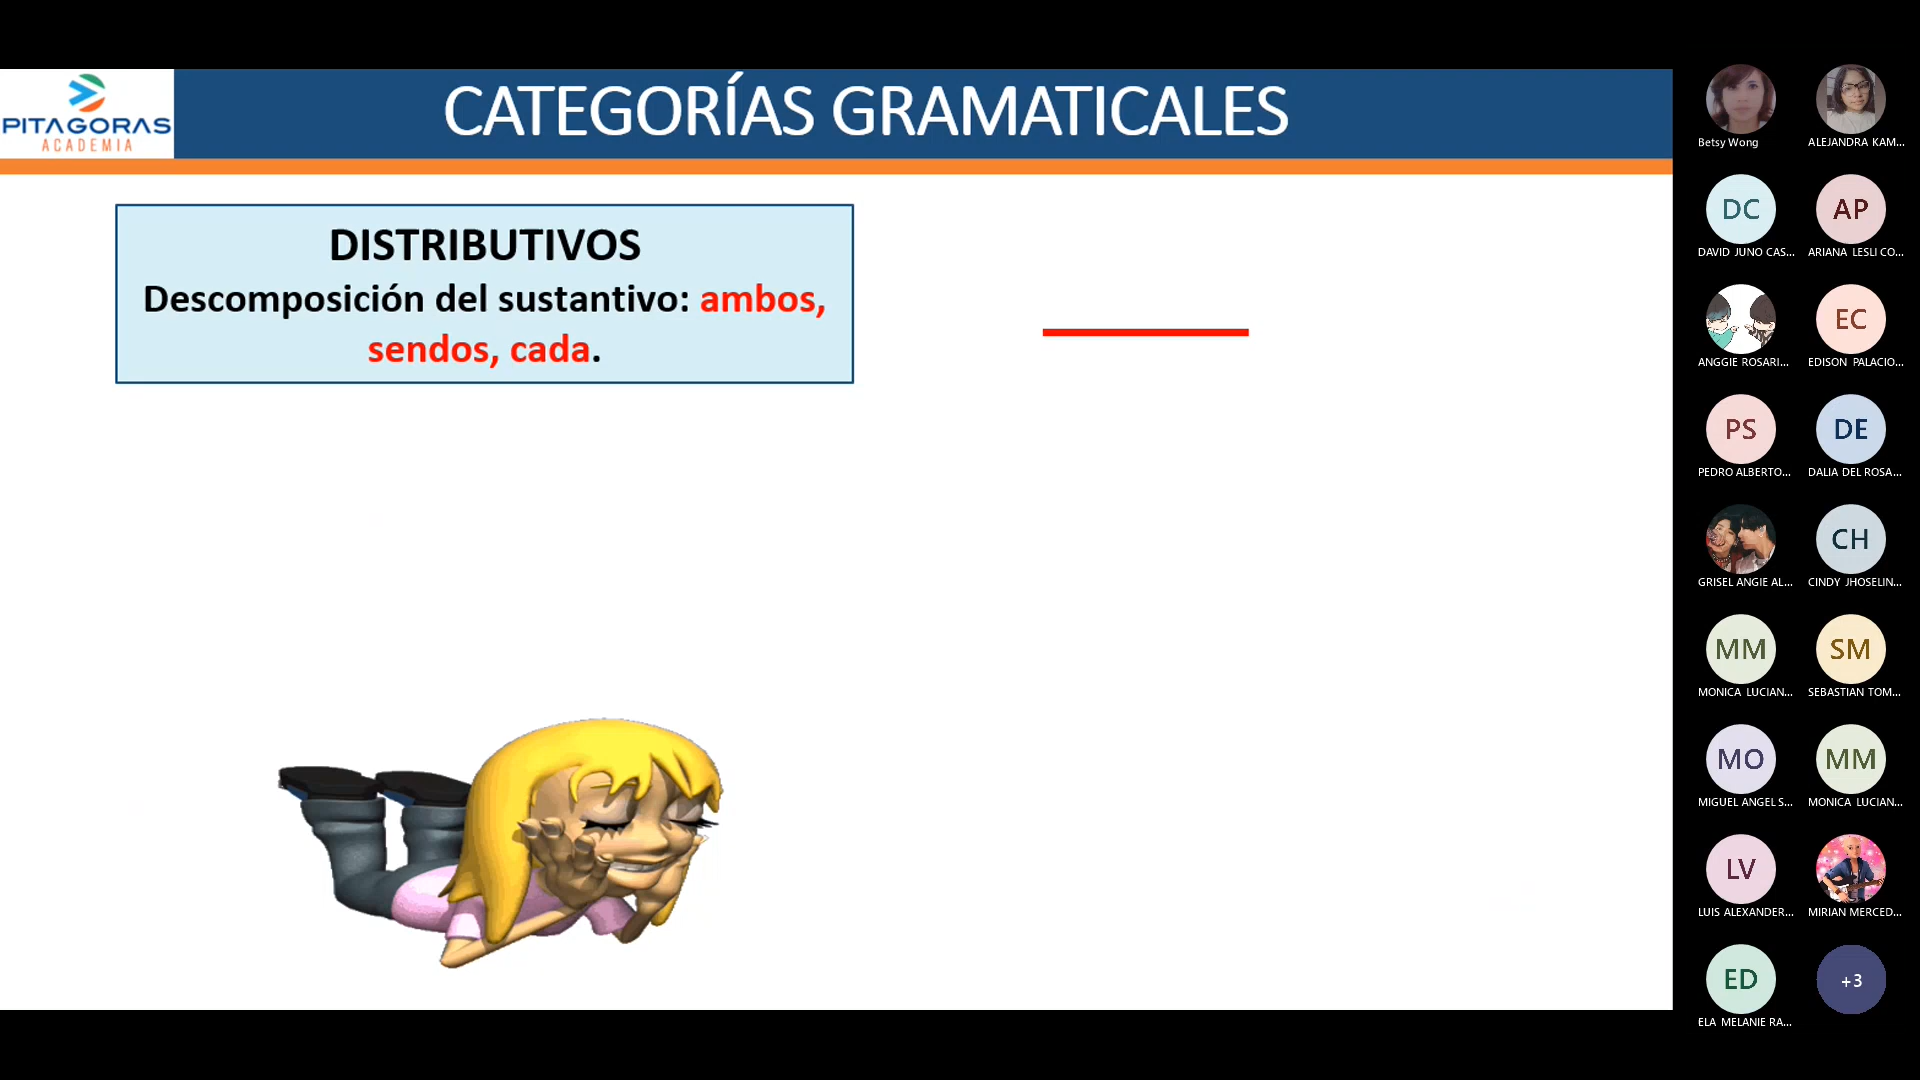 PITAGORAS
ACADEMIA
CATEGORÍAS GRAMATICALES
DISTRIBUTIVOS
Descomposición del sustantivo: ambos,
sendos, cada.
Betsy Wong
ALEJANDRA KAM...
DC
AP
DAVID JUNO CAS...
ARIANA LESLI CO...
EC
ANGGIE ROSARI...
EDISON PALACIO...
PS
DE
PEDRO ALBERTO...
DALIA DEL ROSA...
CH
GRISEL ANGIE AL...
CINDY JHOSELIN...
MM
SM
MONICA LUCIAN...
SEBASTIAN TOM...
MO
MM
MIGUEL ANGEL S...
MONICA LUCIAN...
LV
LUIS ALEXANDER...
MIRIAN MERCED...
ED
+3
ELA MELANIE RA...